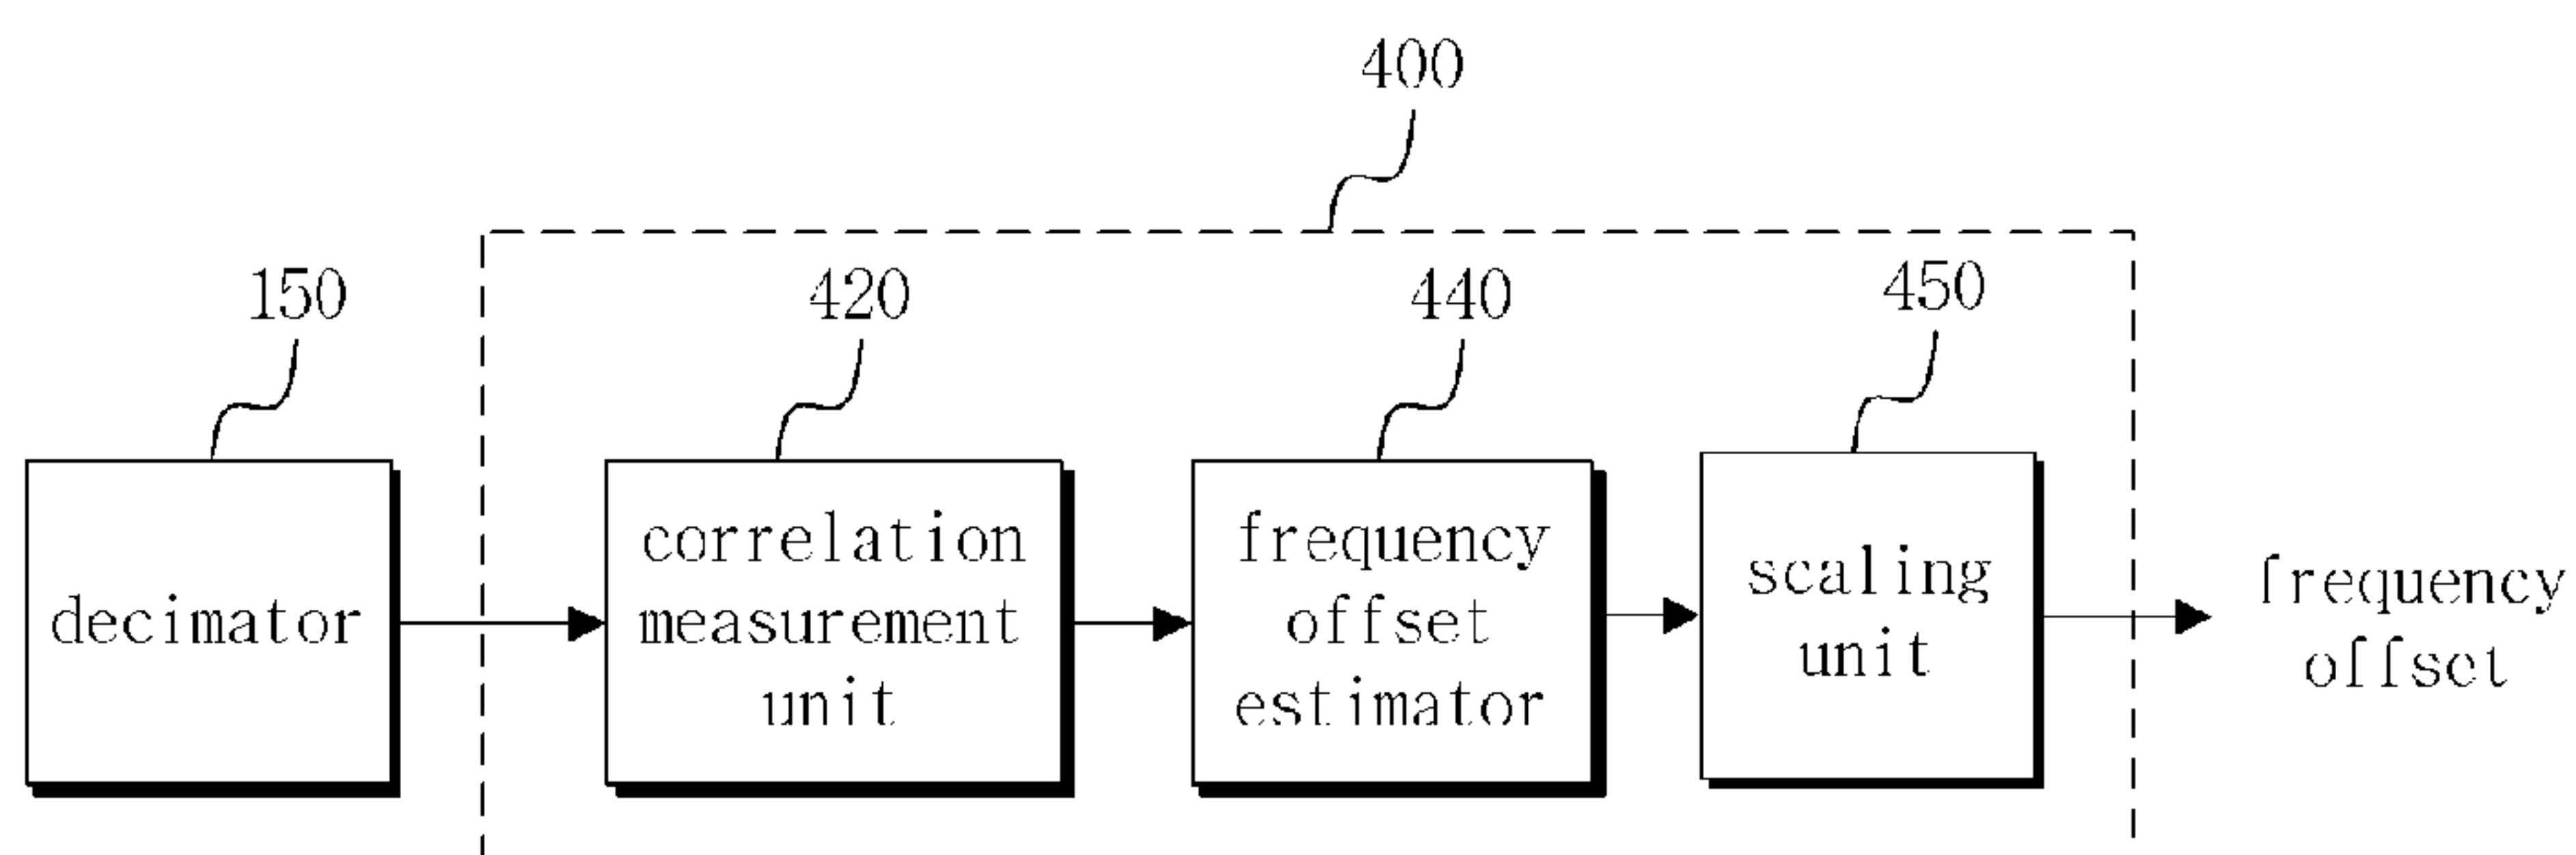 400
150
420
440
450
decimator
correlation
measurement
unit
frequency
offset
estimator
scaling
unit
frequency
offset